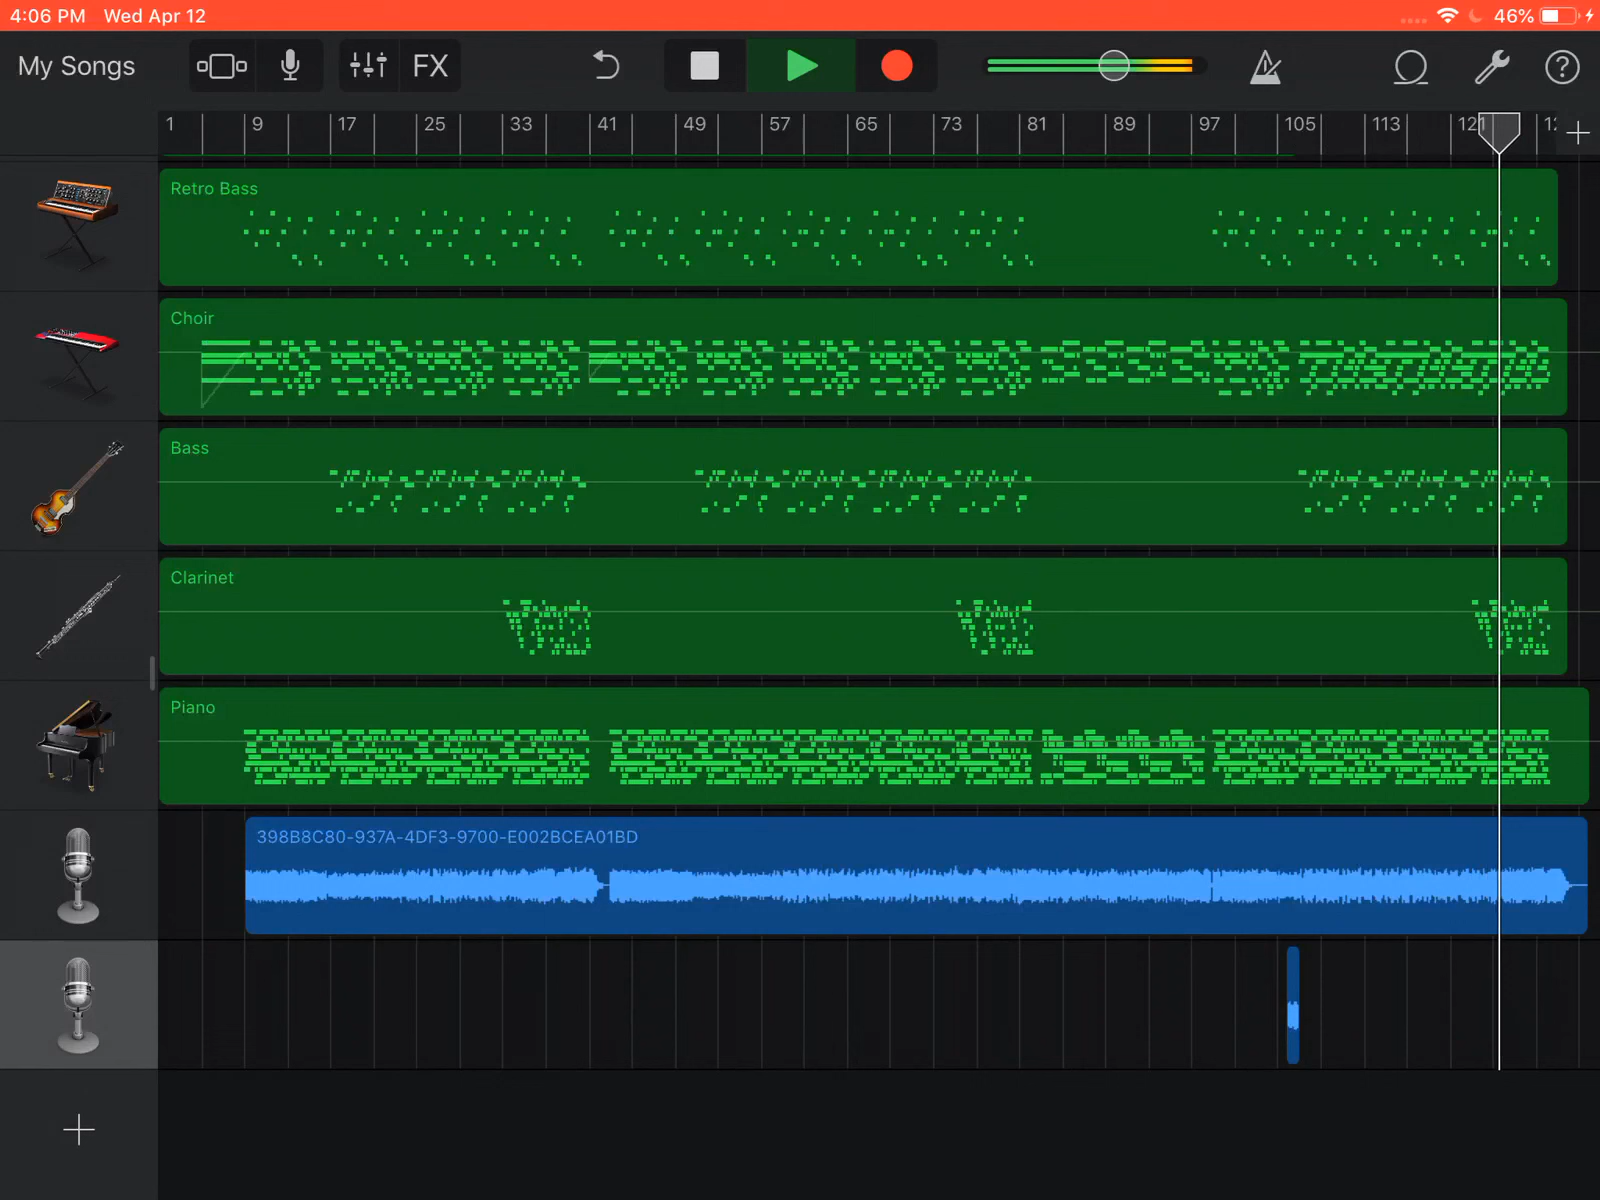 4:06 PM Wed Apr 12 46%
My Songs FX
1 9 17 25 33 41 49 57 65 73 81 89 97 105 113 121
Retro Bass
Choir
Bass
Clarinet
Piano
398B8C80-937A-4DF3-9700-E002BCEA01BD